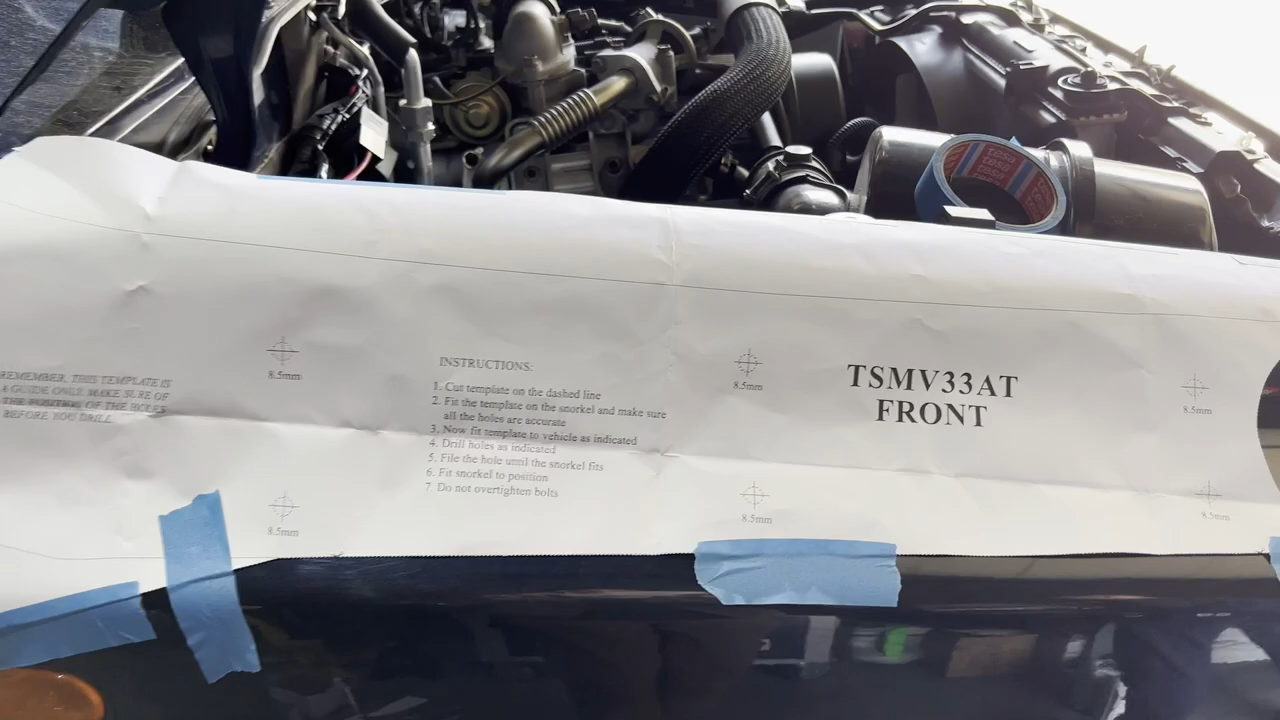 tesa
tesa
tesa
REMEMBER, THIS TEMPLATE IS
A GUIDE ONLY. MAKE SURE OF
THE POSITION OF THE HOLES
BEFORE YOU DRILL.
8.5mm
INSTRUCTIONS:
1. Cut template on the dashed line
2. Fit the template on the snorkel and make sure
all the holes are accurate
3. Now fit template to vehicle as indicated
4. Drill holes as indicated
5. File the hole until the snorkel fits
6. Fit snorkel to position
7. Do not overtighten bolts
8.5mm
TSMV33AT
FRONT
8.5mm
8.5mm
8.5mm
8.5mm